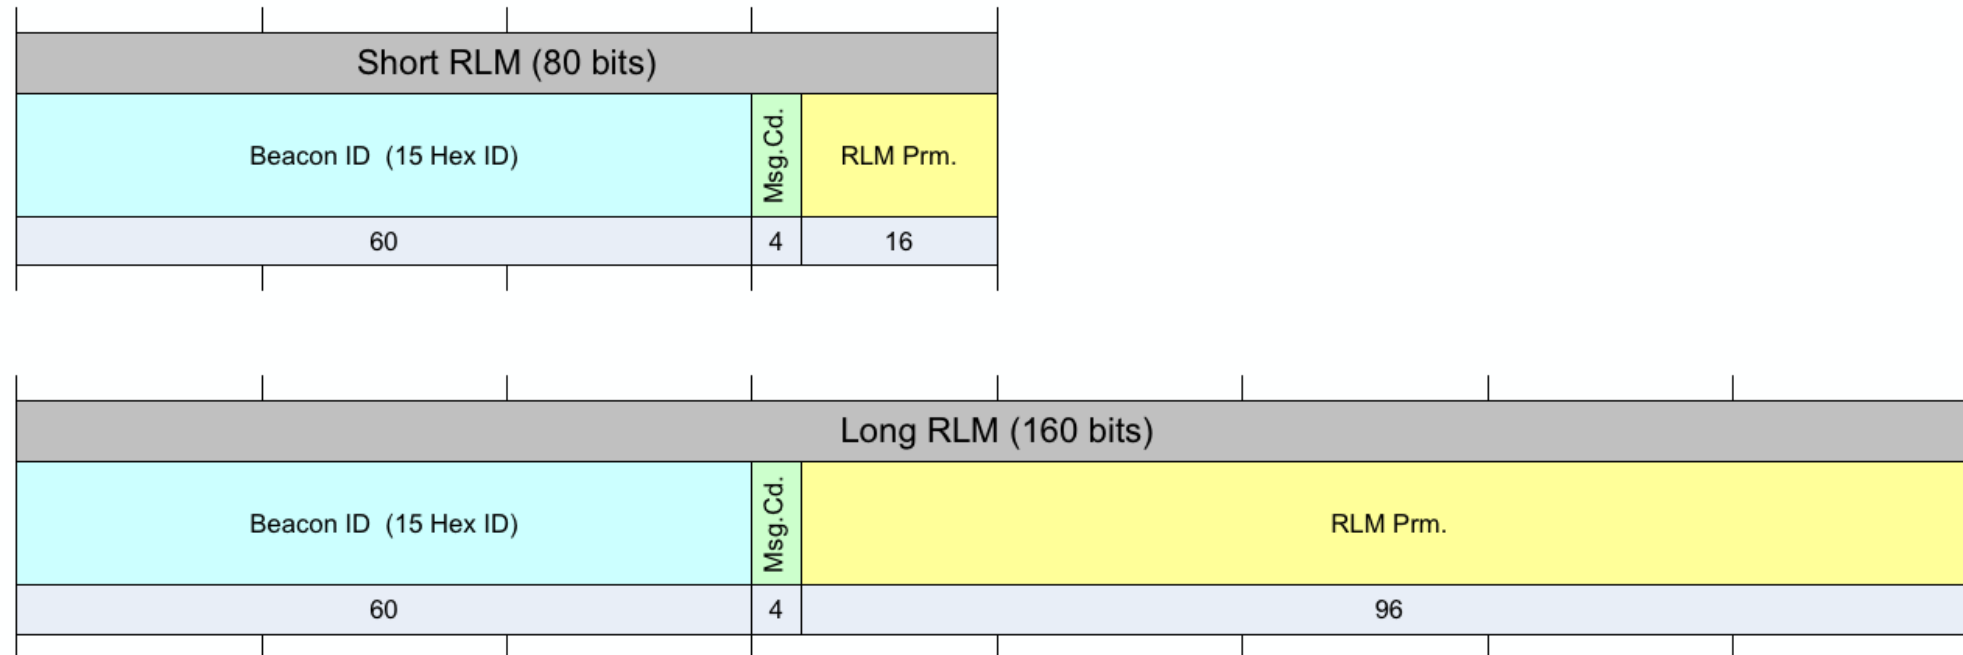 Short RLM (80 bits)
Beacon ID (15 Hex ID)
Msg.Cd.
RLM Prm.
60
4
16
Long RLM (160 bits)
Beacon ID (15 Hex ID)
Msg.Cd.
RLM Prm.
60
4
96